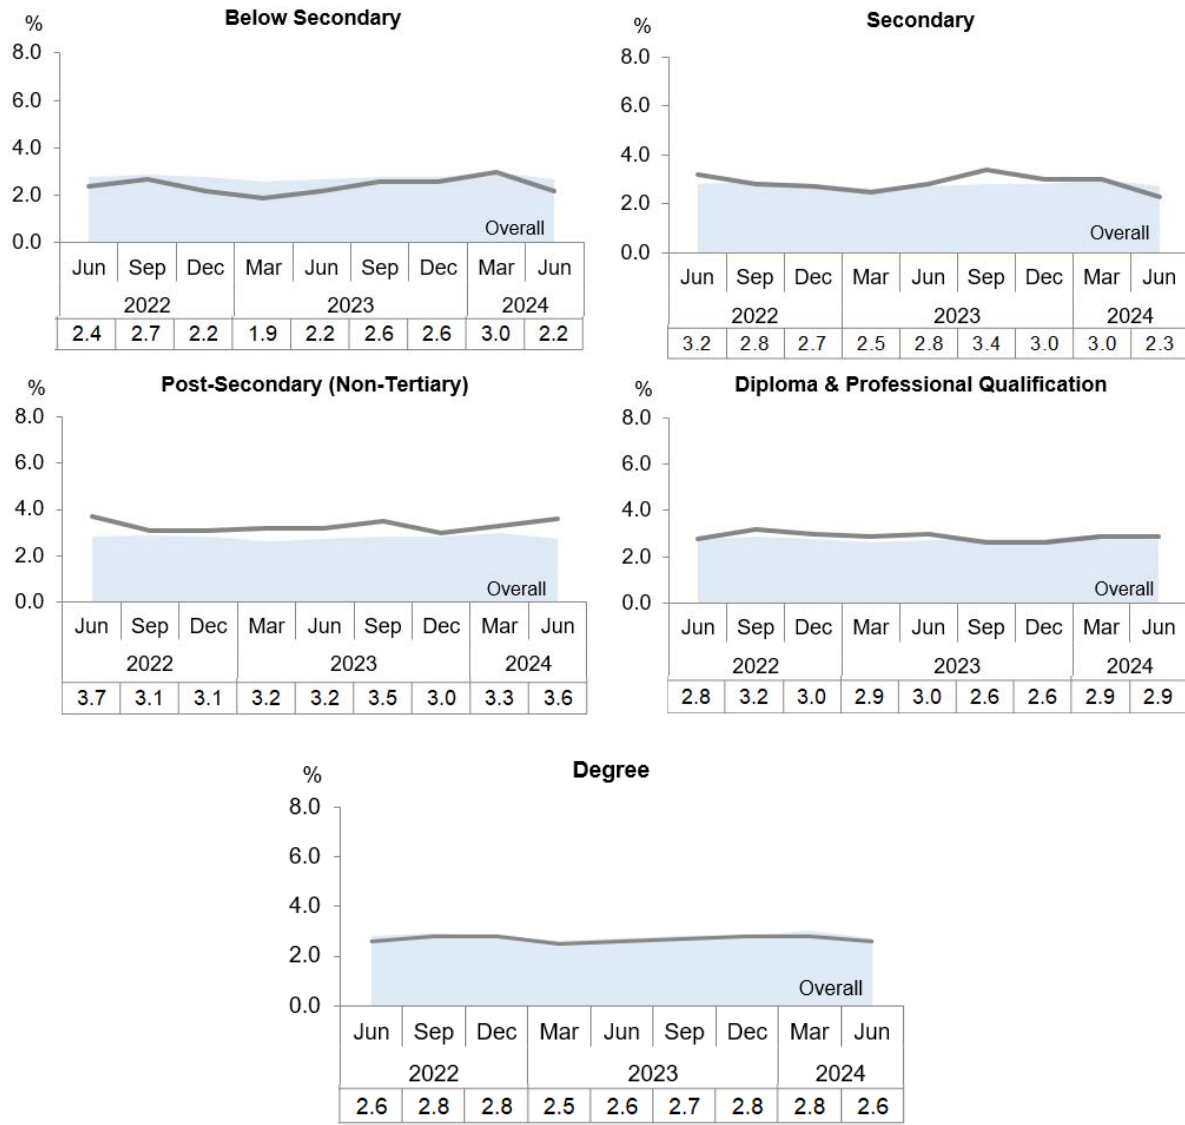 Below Secondary
%
8.0
6.0
4.0
2.0
0.0
Overall
Jun Sep Dec Mar Jun Sep Dec Mar Jun
2022 2023 2024
2.4 2.7 2.2 1.9 2.2 2.6 2.6 3.0 2.2
Secondary
%
8.0
6.0
4.0
2.0
0.0
Overall
Jun Sep Dec Mar Jun Sep Dec Mar Jun
2022 2023 2024
3.2 2.8 2.7 2.5 2.8 3.4 3.0 3.0 2.3
Post-Secondary (Non-Tertiary)
%
8.0
6.0
4.0
2.0
0.0
Overall
Jun Sep Dec Mar Jun Sep Dec Mar Jun
2022 2023 2024
3.7 3.1 3.1 3.2 3.2 3.5 3.0 3.3 3.6
Diploma & Professional Qualification
%
8.0
6.0
4.0
2.0
0.0
Overall
Jun Sep Dec Mar Jun Sep Dec Mar Jun
2022 2023 2024
2.8 3.2 3.0 2.9 3.0 2.6 2.6 2.9 2.9
Degree
%
8.0
6.0
4.0
2.0
0.0
Overall
Jun Sep Dec Mar Jun Sep Dec Mar Jun
2022 2023 2024
2.6 2.8 2.8 2.5 2.6 2.7 2.8 2.8 2.6